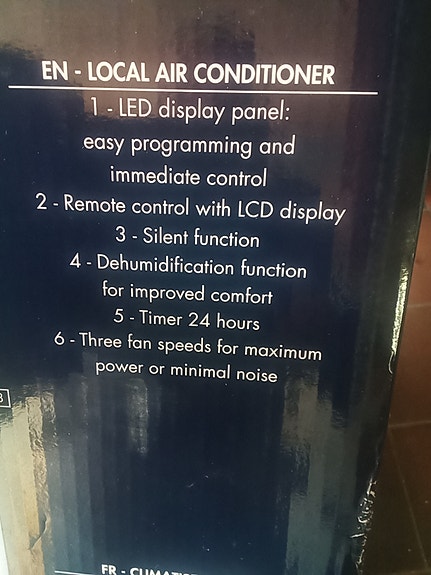 EN - LOCAL AIR CONDITIONER
1 - LED display panel:
easy programming and
immediate control
2 - Remote control with LCD display
3 - Silent function
4 - Dehumidification function
for improved comfort
5 - Timer 24 hours
6 - Three fan speeds for maximum
power or minimal noise
FR -